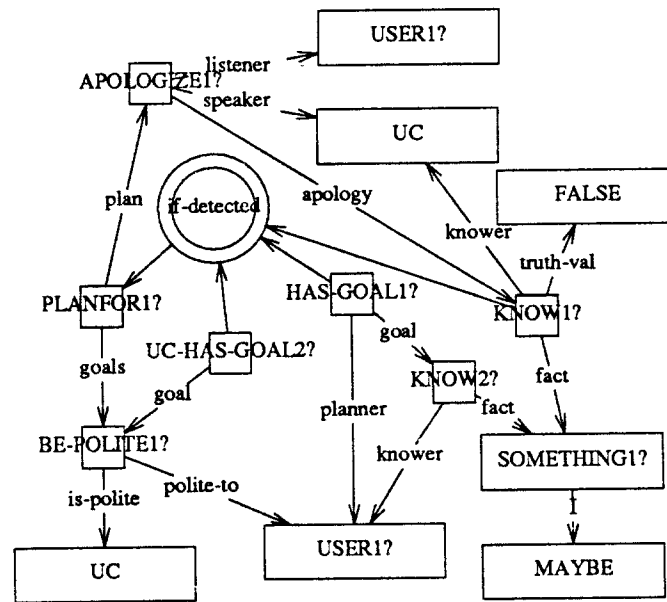 USER1?
listener
APOLOGIZE1?
speaker
UC
FALSE
if-detected
apology
plan
knower
truth-val
PLANFOR1?
HAS-GOAL1?
KNOW1?
UC-HAS-GOAL2?
goal
goals
goal
KNOW2?
fact
planner
fact
BE-POLITE1?
knower
SOMETHING1?
is-polite
polite-to
I
UC
USER1?
MAYBE